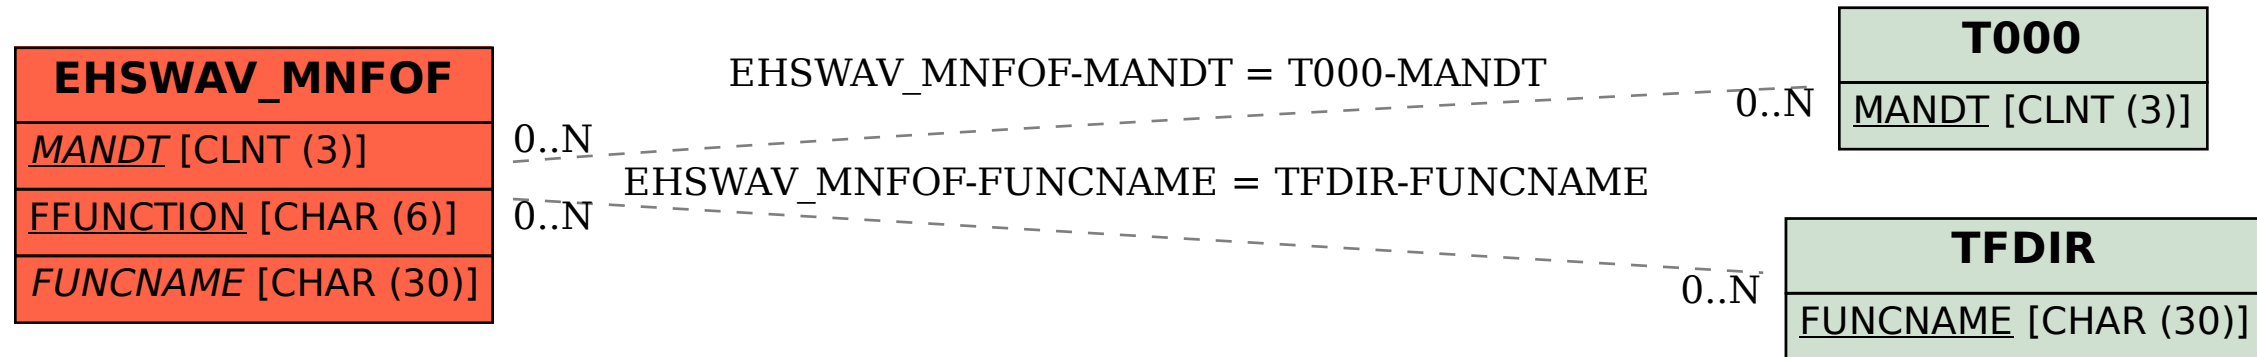 EHSWAV_MNFOF
MANDT [CLNT (3)]
FFUNCTION [CHAR (6)]
FUNCNAME [CHAR (30)]
EHSWAV_MNFOF-MANDT = T000-MANDT
0..N
0..N
EHSWAV_MNFOF-FUNCNAME = TFDIR-FUNCNAME
0..N
0..N
T000
MANDT [CLNT (3)]
TFDIR
FUNCNAME [CHAR (30)]